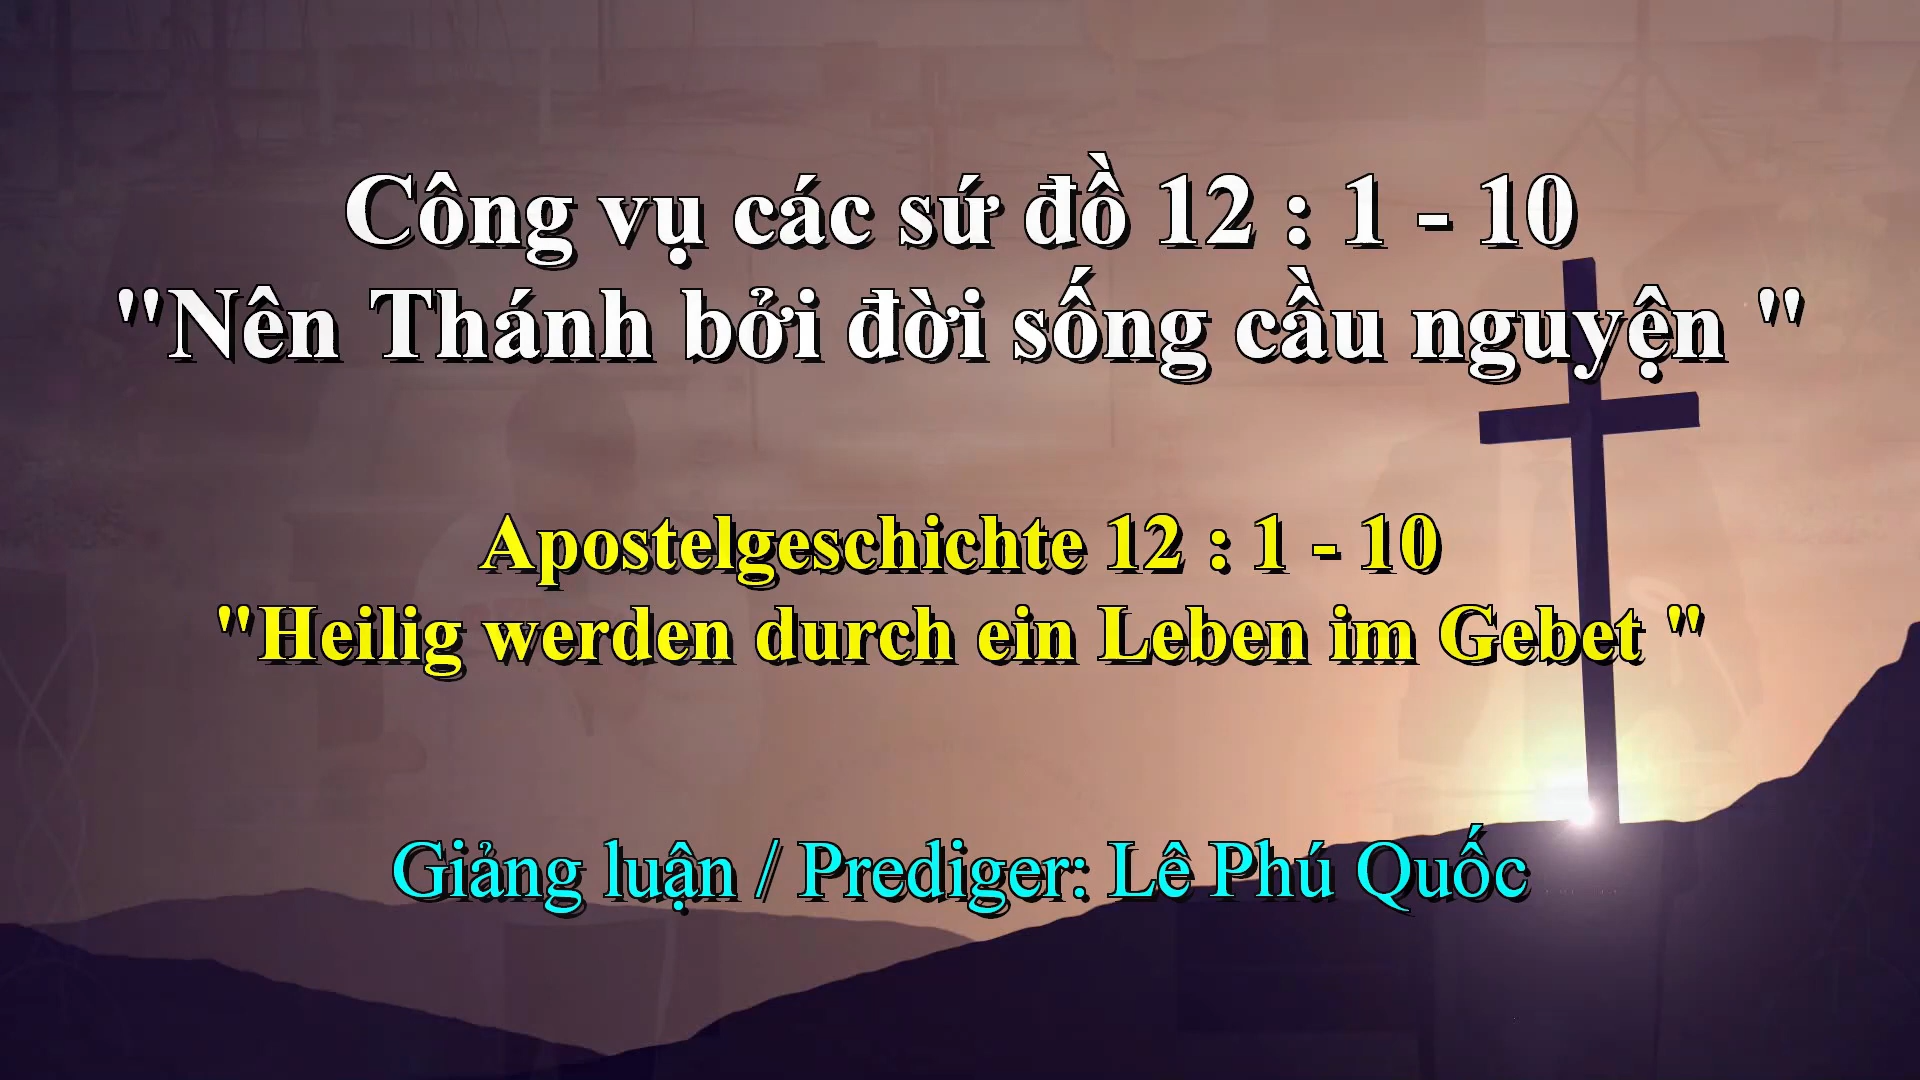 Công vụ các sứ đồ 12 : 1 - 10
"Nên Thánh bởi đời sống cầu nguyện "
Apostelgeschichte 12 : 1 - 10
"Heilig werden durch ein Leben im Gebet "
Giảng luận / Prediger: Lê Phú Quốc